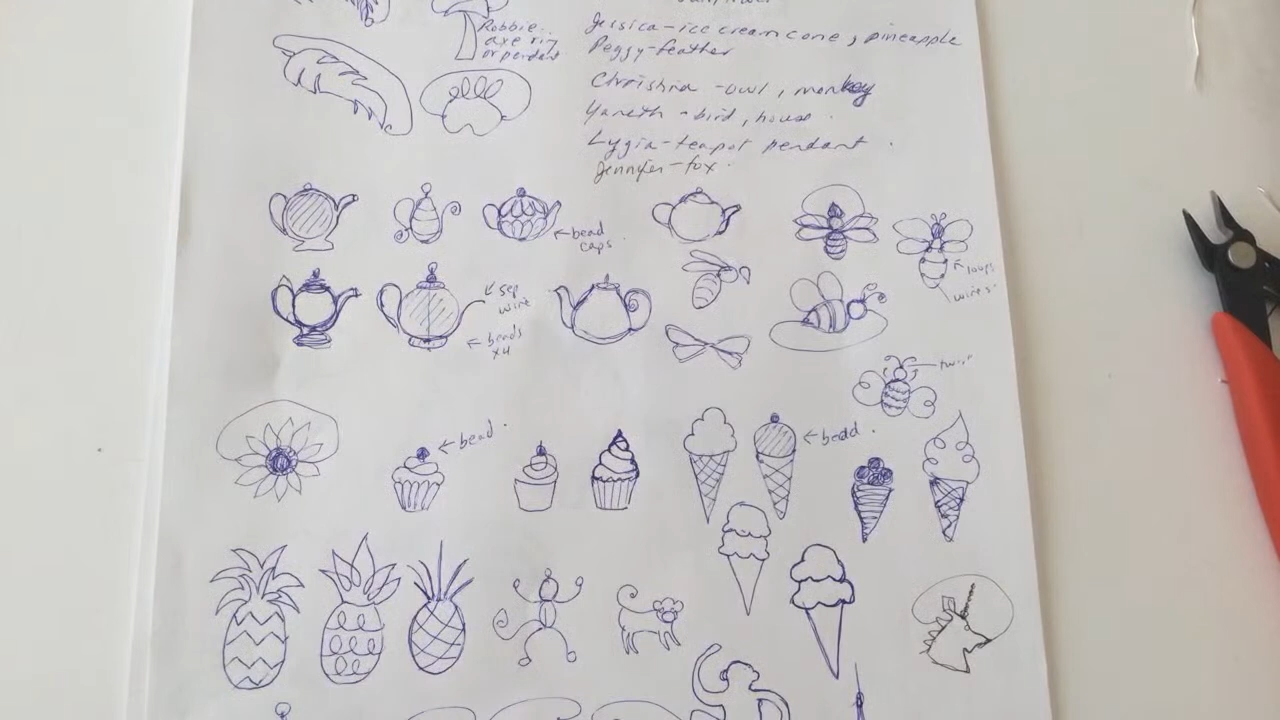 Robbie..
axe rin
or pendant
Jessica-ice cream cone, pineapple
Peggy-feather
Christina -owl, monkey
Yaneth - bird, house.
Lygia-teapot pendant.
Jennifer-fox.
←bead
caps
← loops
wires.
← sep
wire
← beads
x4
twist
← bead.
← bead.